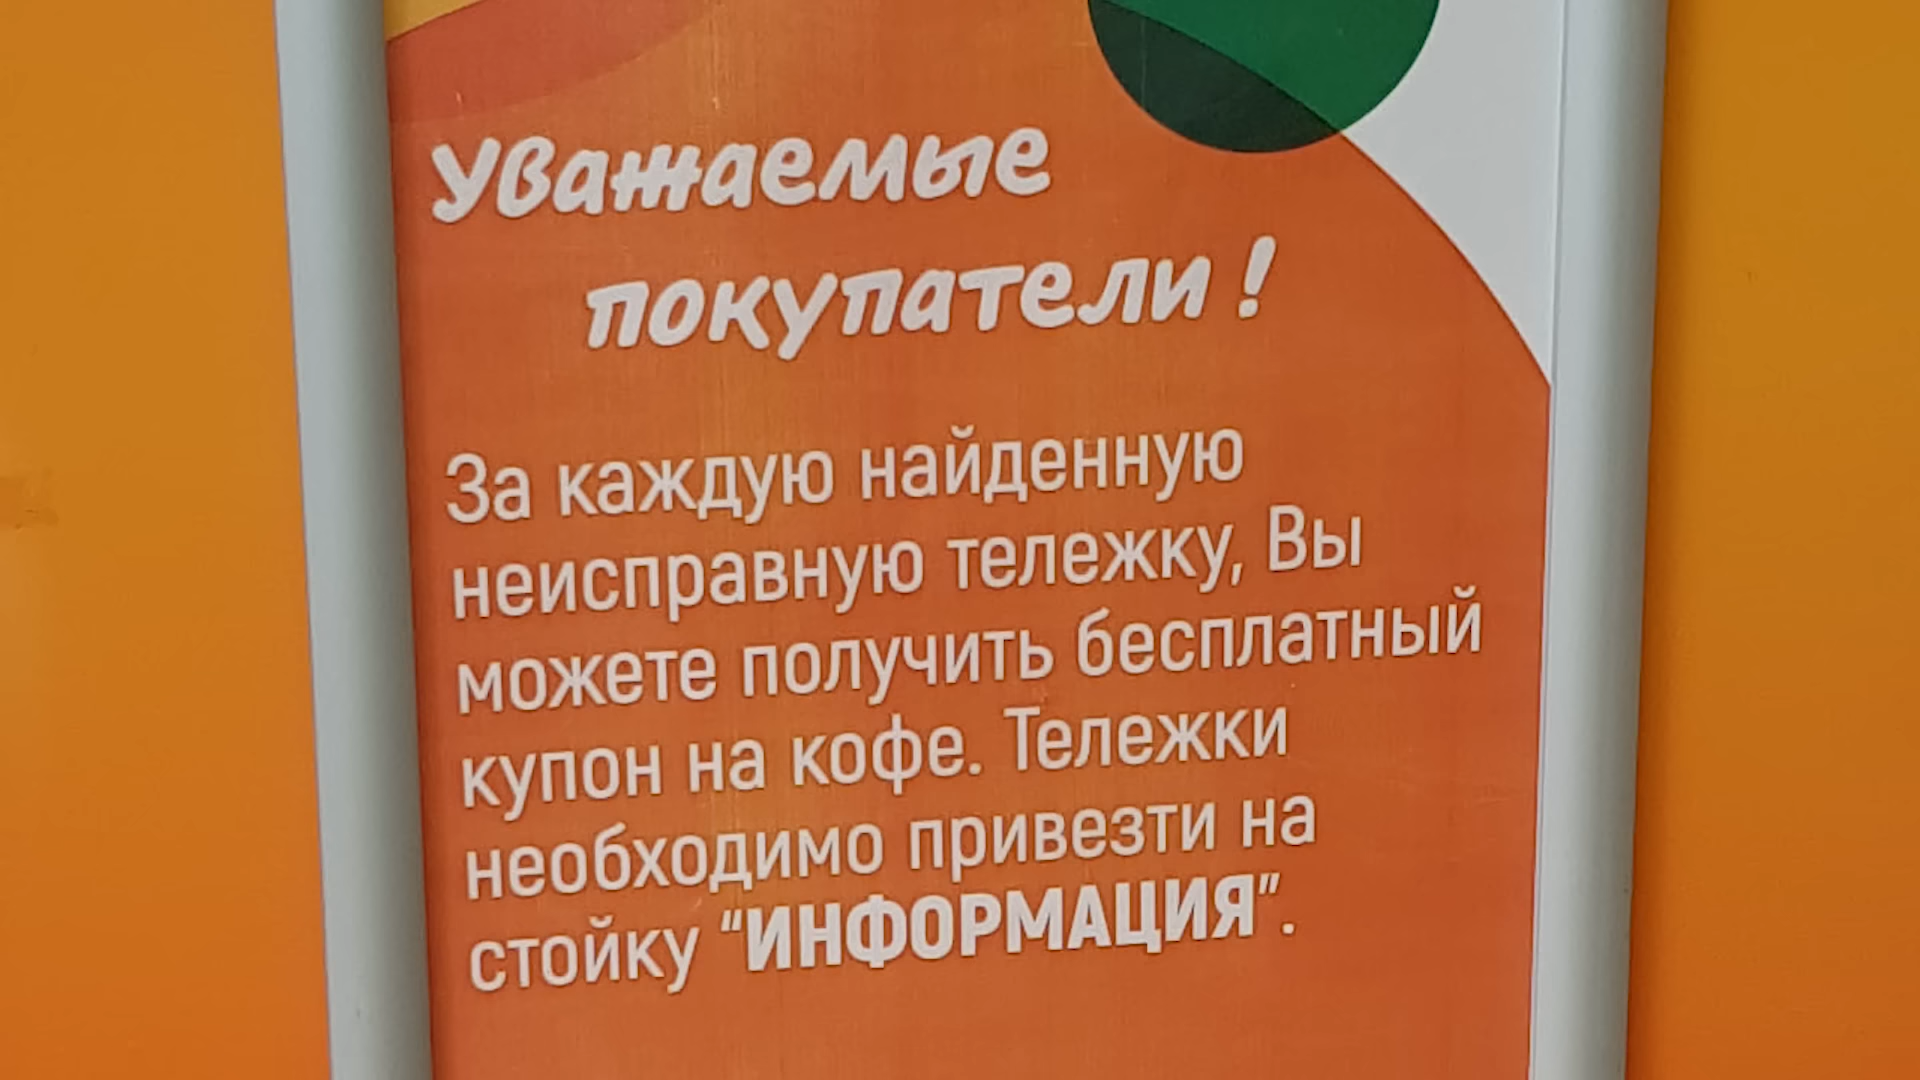 Уважаемые
покупатели !
За каждую найденную
неисправную тележку, Вы
можете получить бесплатный
купон на кофе. Тележки
необходимо привезти на
стойку “ИНФОРМАЦИЯ”.